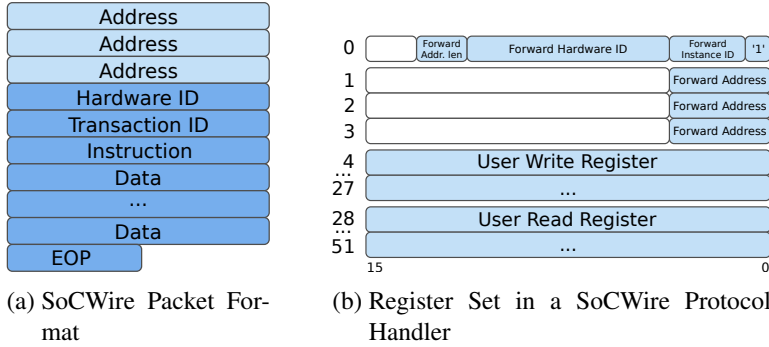 Address
Address
Address
Hardware ID
Transaction ID
Instruction
Data
...
Data
EOP
(a) SoCWire Packet For-
mat
0 Forward Addr. len Forward Hardware ID Forward Instance ID '1'
1 Forward Address
2 Forward Address
3 Forward Address
4 User Write Register
...
27 ...
28 User Read Register
...
51 ...
15 0
(b) Register Set in a SoCWire Protocol
Handler